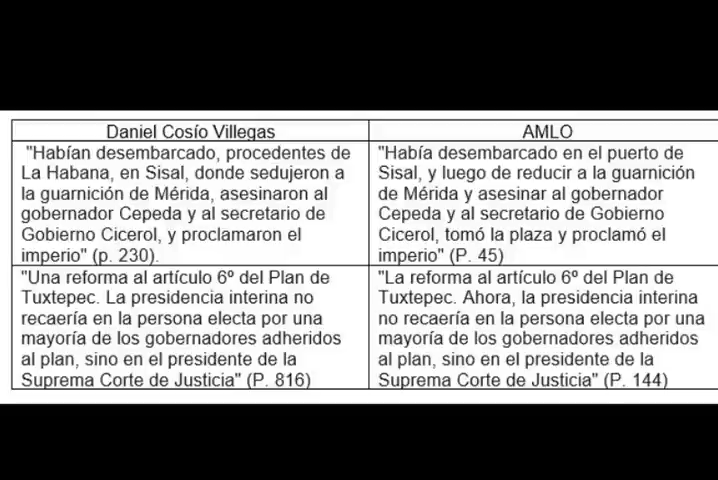 Daniel Cosío Villegas
"Habían desembarcado, procedentes de
La Habana, en Sisal, donde sedujeron a
la guarnición de Mérida, asesinaron al
gobernador Cepeda y al secretario de
Gobierno Cicerol, y proclamaron el
imperio" (p. 230).
AMLO
"Había desembarcado en el puerto de
Sisal, y luego de reducir a la guarnición
de Mérida y asesinar al gobernador
Cepeda y al secretario de Gobierno
Cicerol, tomó la plaza y proclamó el
imperio" (P. 45)
"Una reforma al artículo 6º del Plan de
Tuxtepec. La presidencia interina no
recaería en la persona electa por una
mayoría de los gobernadores adheridos
al plan, sino en el presidente de la
Suprema Corte de Justicia" (P. 816)
"La reforma al artículo 6º del Plan de
Tuxtepec. Ahora, la presidencia interina
no recaería en la persona electa por una
mayoría de los gobernadores adheridos
al plan, sino en el presidente de la
Suprema Corte de Justicia" (P. 144)